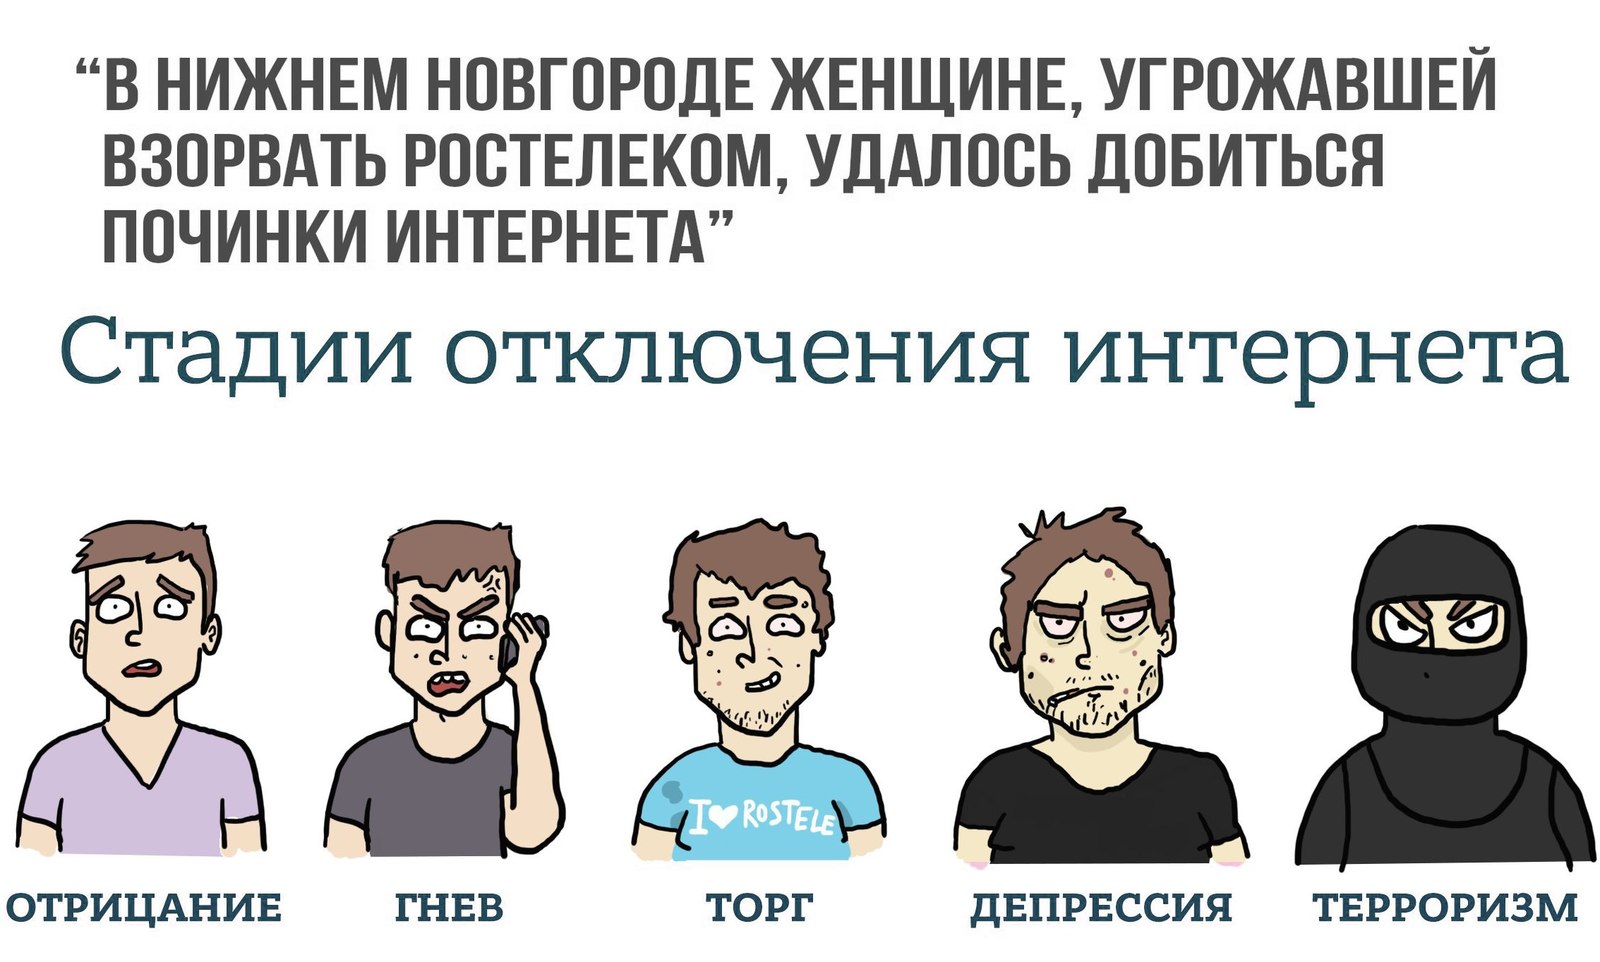 “В НИЖНЕМ НОВГОРОДЕ ЖЕНЩИНЕ, УГРОЖАВШЕЙ
ВЗОРВАТЬ РОСТЕЛЕКОМ, УДАЛОСЬ ДОБИТЬСЯ
ПОЧИНКИ ИНТЕРНЕТА”
Стадии отключения интернета
I♥ROSTELE
ОТРИЦАНИЕ
ГНЕВ
ТОРГ
ДЕПРЕССИЯ
ТЕРРОРИЗМ